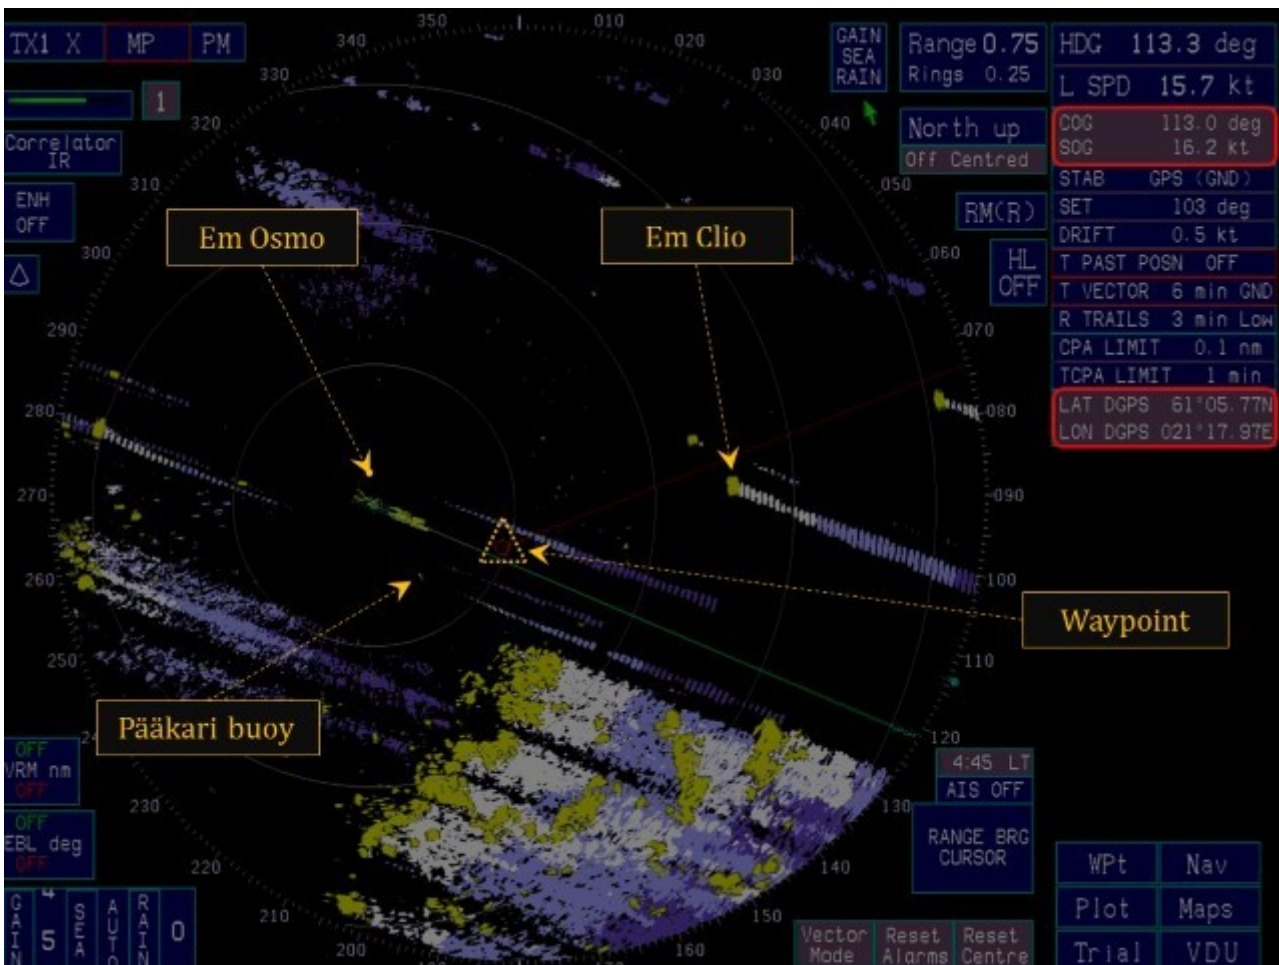 TX1 X MP PM
1
Correlator
IR
ENH
OFF
350 010
340 020
330 030
320 040
310 050
300 060
290 070
280 080
270 090
260 100
250 110
120
230 130
220 140
210 150
200 160
GAIN
SEA
RAIN
Range 0.75
Rings 0.25
North up
Off Centred
RM(R)
HL
OFF
HDG 113.3 deg
L SPD 15.7 kt
COG 113.0 deg
SOG 16.2 kt
STAB GPS (GND)
SET 103 deg
DRIFT 0.5 kt
T PAST POSN OFF
T VECTOR 6 min GND
R TRAILS 3 min Low
CPA LIMIT 0.1 nm
TCPA LIMIT 1 min
LAT DGPS 61°05.77N
LON DGPS 021°17.97E
Em Osmo
Em Clio
Waypoint
Pääkari buoy
OFF
VRM nm
OFF
OFF
EBL deg
OFF
GAIN 4 5 SEA AUTO RAIN 0
4:45 LT
AIS OFF
RANGE BRG
CURSOR
Vector Mode
Reset Alarms
Reset Centre
WPt Nav
Plot Maps
Trial VDU